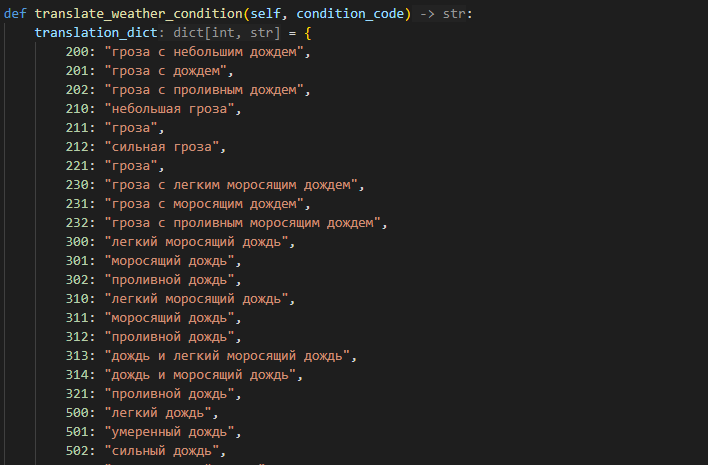 def translate_weather_condition(self, condition_code) -> str:
translation_dict: dict[int, str] = {
200: "гроза с небольшим дождем",
201: "гроза с дождем",
202: "гроза с проливным дождем",
210: "небольшая гроза",
211: "гроза",
212: "сильная гроза",
221: "гроза",
230: "гроза с легким моросящим дождем",
231: "гроза с моросящим дождем",
232: "гроза с проливным моросящим дождем",
300: "легкий моросящий дождь",
301: "моросящий дождь",
302: "проливной дождь",
310: "легкий моросящий дождь",
311: "моросящий дождь",
312: "проливной дождь",
313: "дождь и легкий моросящий дождь",
314: "дождь и моросящий дождь",
321: "проливной дождь",
500: "легкий дождь",
501: "умеренный дождь",
502: "сильный дождь",